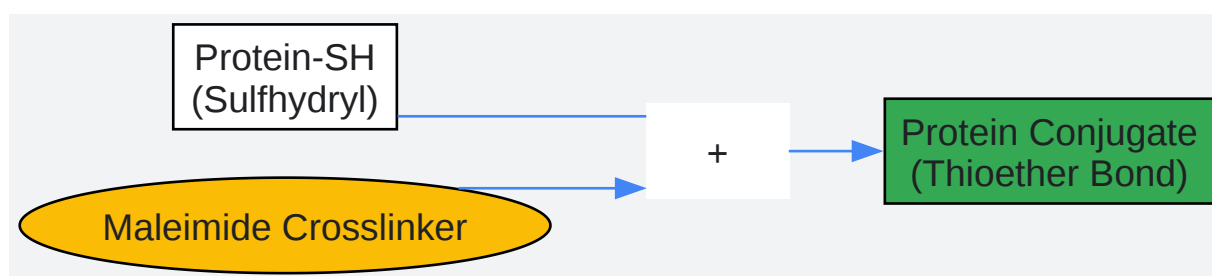 Protein-SH
(Sulfhydryl)
Maleimide Crosslinker
+
Protein Conjugate
(Thioether Bond)